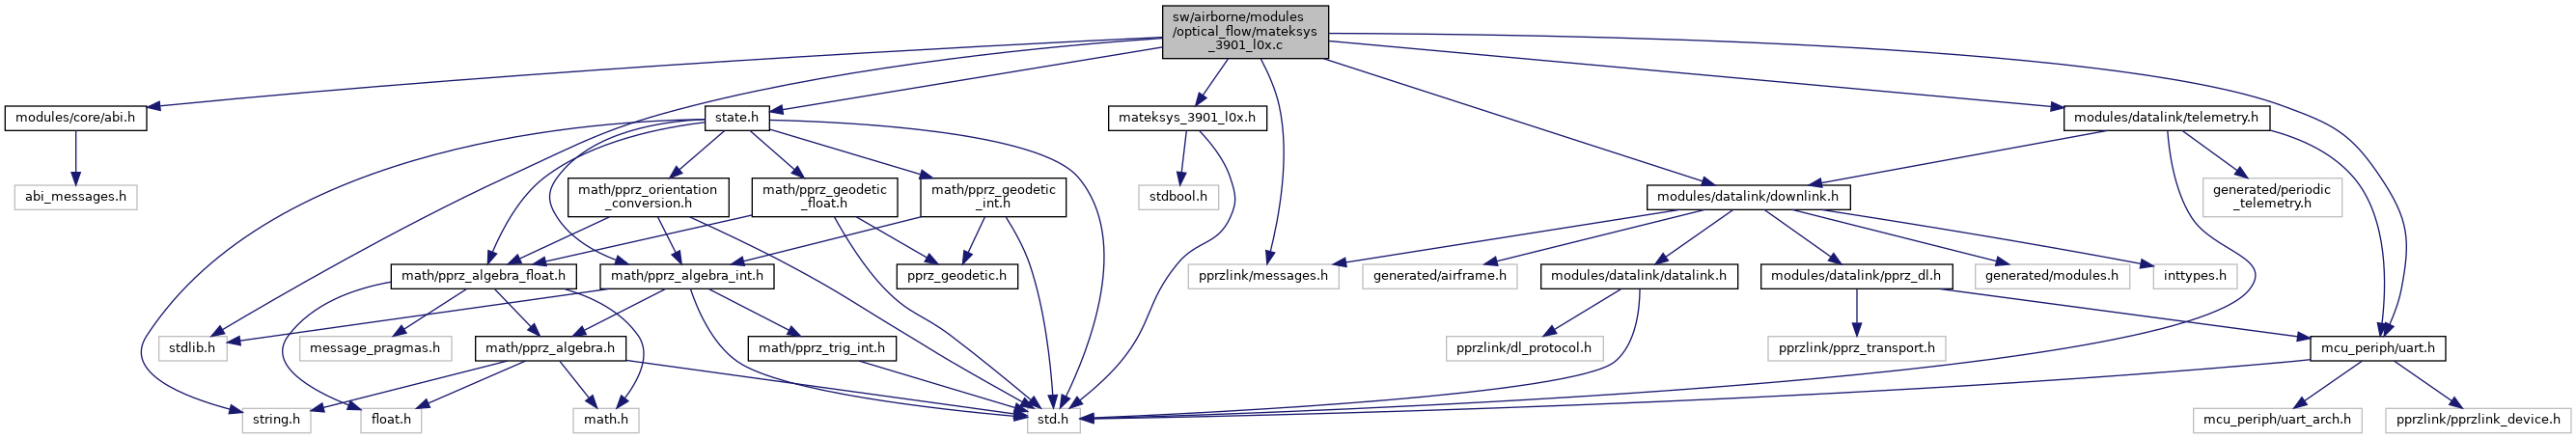 sw/airborne/modules
/optical_flow/mateksys
_3901_l0x.c
modules/core/abi.h
state.h
mateksys_3901_l0x.h
modules/datalink/telemetry.h
abi_messages.h
math/pprz_orientation
_conversion.h
math/pprz_geodetic
_float.h
math/pprz_geodetic
_int.h
stdbool.h
modules/datalink/downlink.h
generated/periodic
_telemetry.h
math/pprz_algebra_float.h
math/pprz_algebra_int.h
pprz_geodetic.h
pprzlink/messages.h
generated/airframe.h
modules/datalink/datalink.h
modules/datalink/pprz_dl.h
generated/modules.h
inttypes.h
stdlib.h
message_pragmas.h
math/pprz_algebra.h
math/pprz_trig_int.h
pprzlink/dl_protocol.h
pprzlink/pprz_transport.h
mcu_periph/uart.h
string.h
float.h
math.h
std.h
mcu_periph/uart_arch.h
pprzlink/pprzlink_device.h